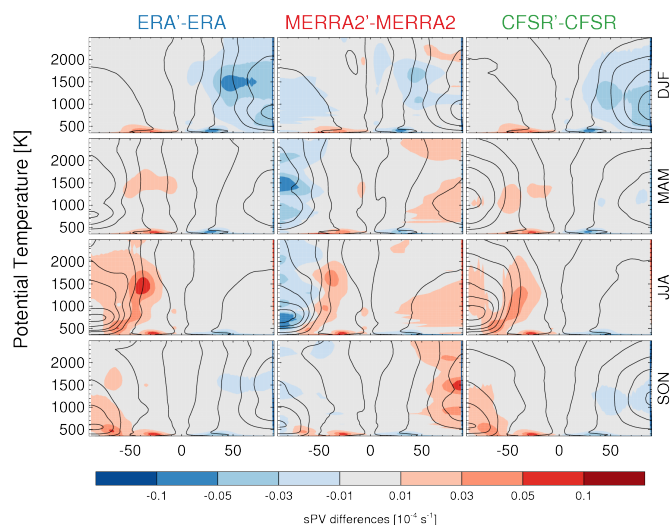 ERA'-ERA MERRA2'-MERRA2 CFSR'-CFSR
Potential Temperature [K]
2000
1500
1000
500
DJF
2000
1500
1000
500
MAM
2000
1500
1000
500
JJA
2000
1500
1000
500
SON
-50 0 50 -50 0 50 -50 0 50
-0.1 -0.05 -0.03 -0.01 0.01 0.03 0.05 0.1
sPV differences [10⁻⁴ s⁻¹]